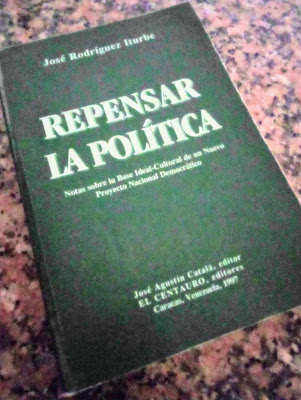 José Rodríguez Iturbe
REPENSAR
LA POLÍTICA
Notas sobre la Base Ideal-Cultural de un Nuevo
Proyecto Nacional Democrático
José Agustín Catalá, editor
EL CENTAURO, editores
Caracas, Venezuela, 1997